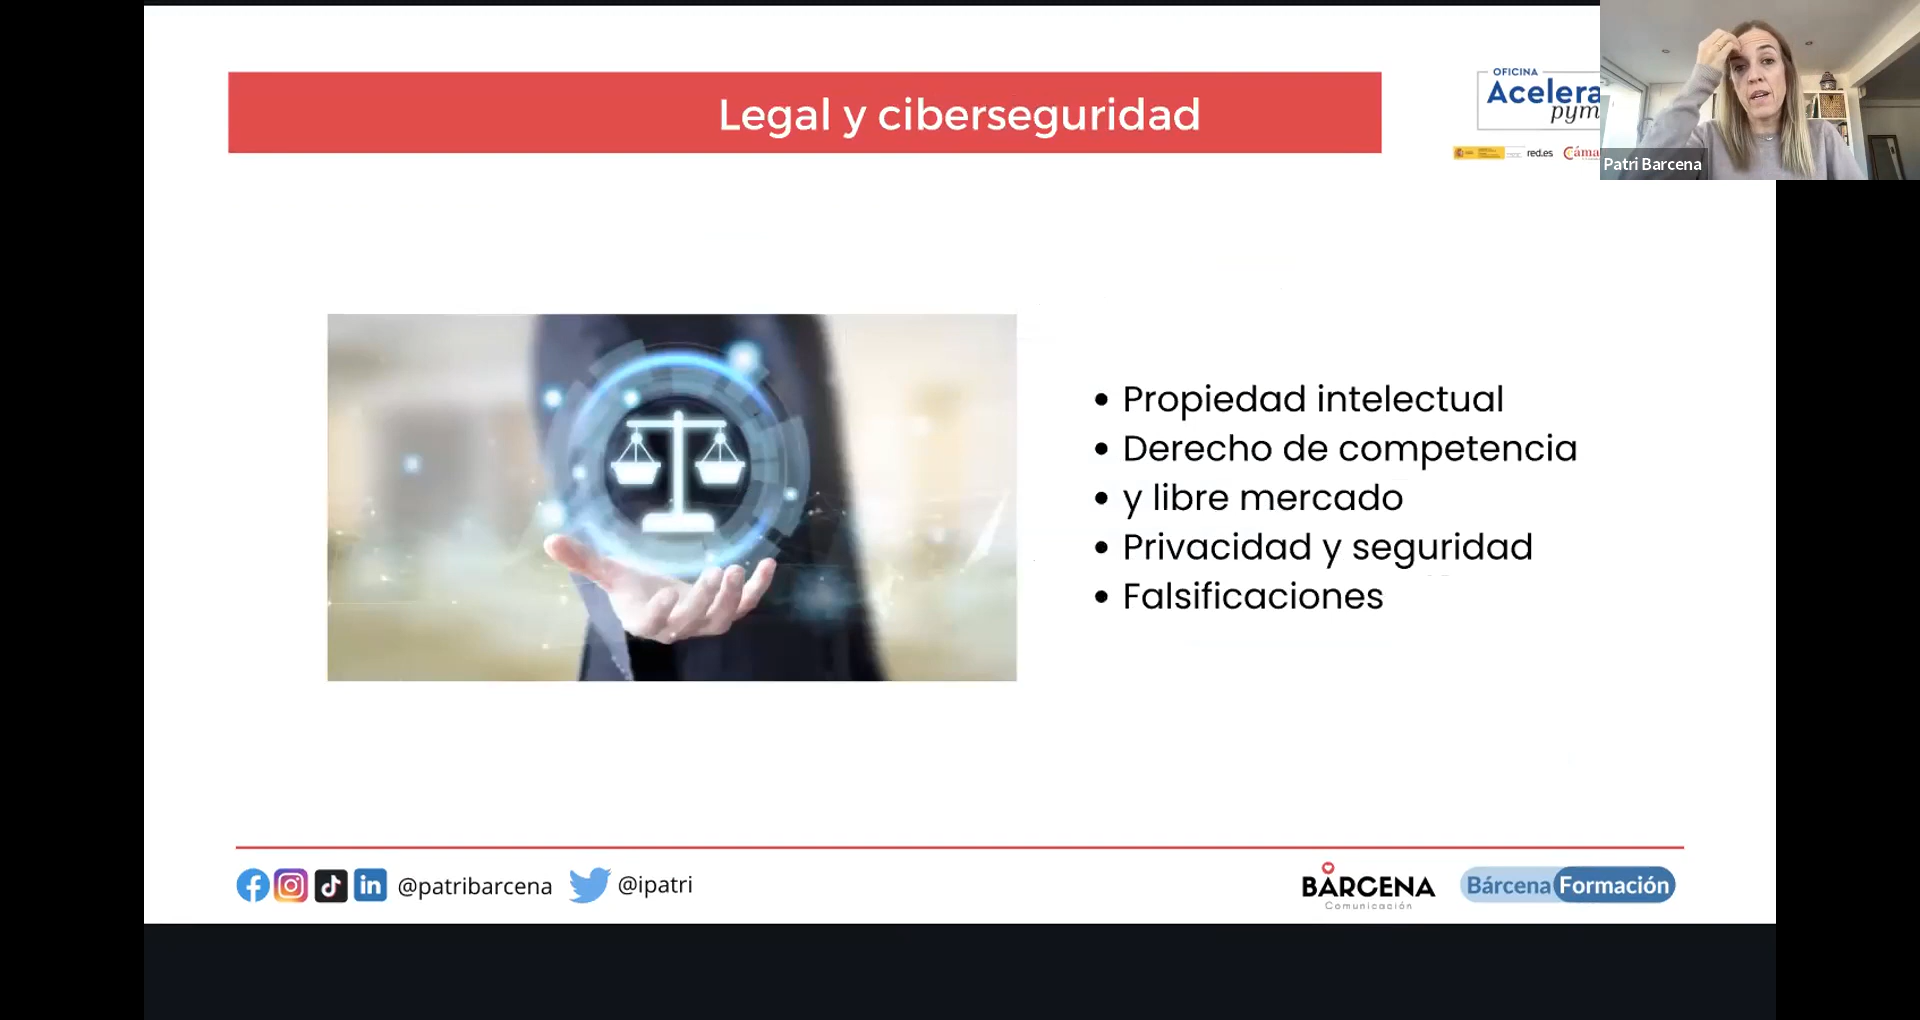 Legal y ciberseguridad
OFICINA
Acelera
pym
red.es
Cáma
Patri Barcena
Propiedad intelectual
Derecho de competencia
y libre mercado
Privacidad y seguridad
Falsificaciones
@patribarcena
@ipatri
BARCENA
Comunicación
Bárcena Formación